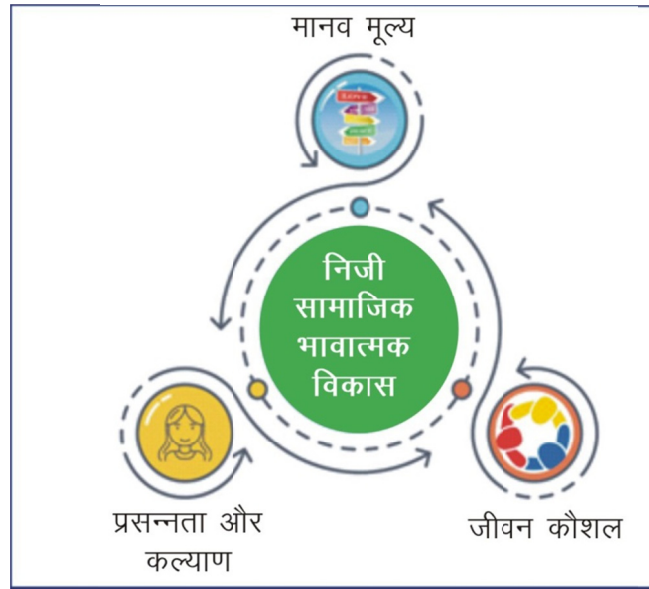 मानव मूल्य
निजी
सामाजिक
भावात्मक
विकास
प्रसन्नता और
कल्याण
जीवन कौशल